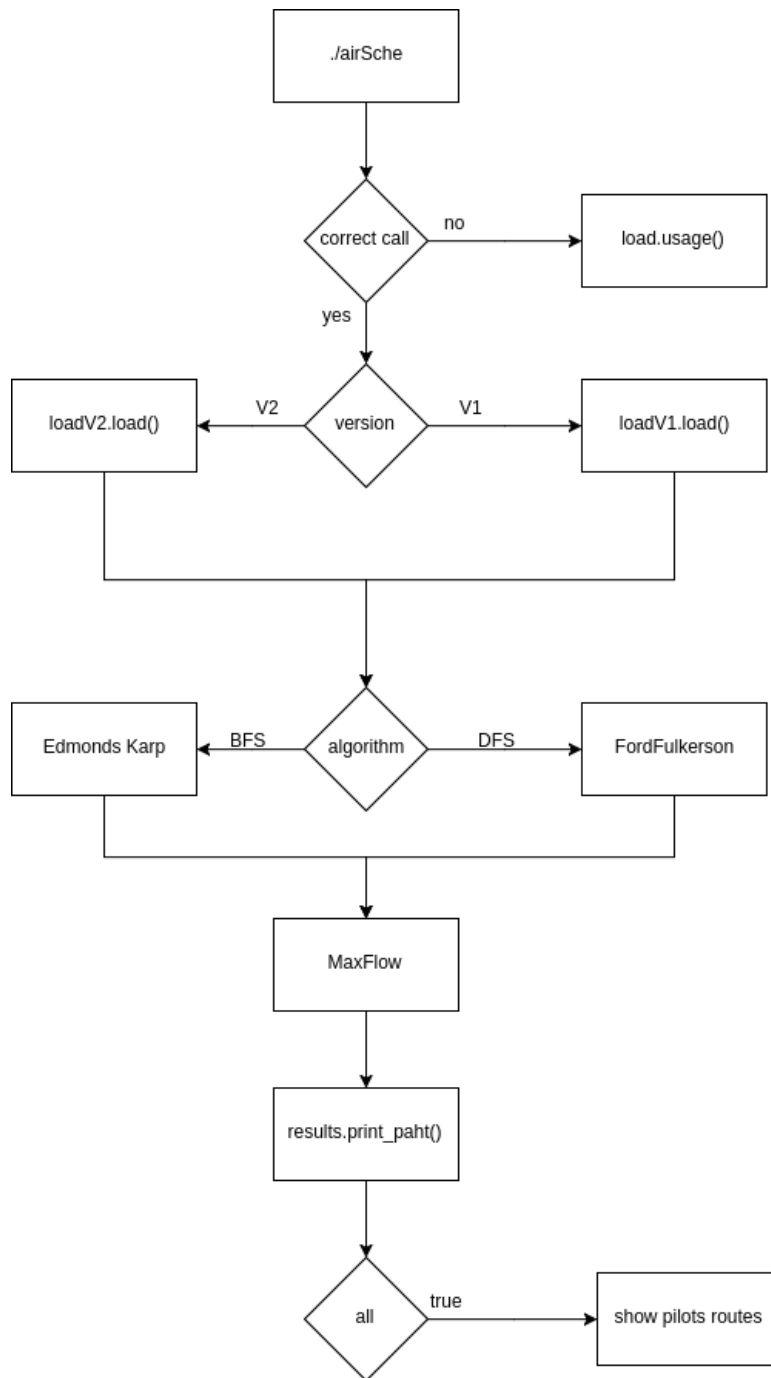 ./airSche
correct call
no
load.usage()
yes
loadV2.load()
V2
version
V1
loadV1.load()
Edmonds Karp
BFS
algorithm
DFS
FordFulkerson
MaxFlow
results.print_paht()
all
true
show pilots routes